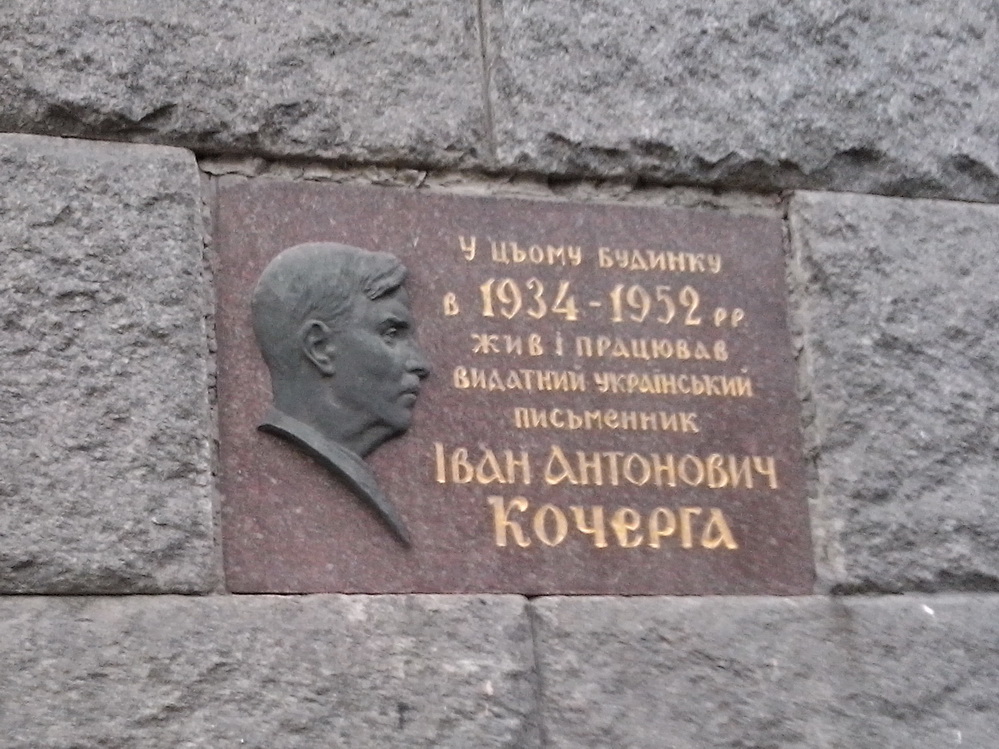 У цьому будинку
в 1934-1952 рр.
жив і працював
видатний український
письменник
Іван Антонович
Кочерга